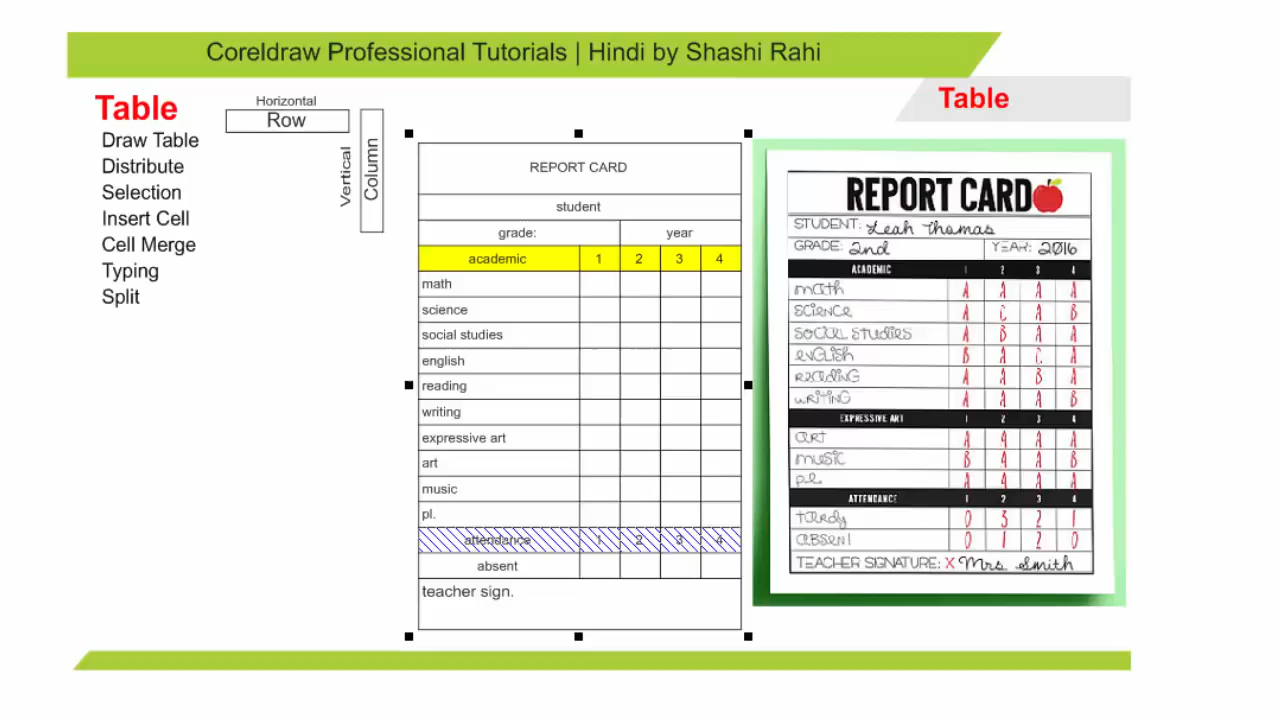 Coreldraw Professional Tutorials | Hindi by Shashi Rahi
Table
Table
Draw Table
Distribute
Selection
Insert Cell
Cell Merge
Typing
Split
Horizontal
Row
Vertical
Column
REPORT CARD
student
grade: year
academic 1 2 3 4
math
science
social studies
english
reading
writing
expressive art
art
music
pl.
attendance 1 2 3 4
absent
teacher sign.
REPORT CARD
STUDENT: Leah Thomas
GRADE: 2nd YEAR: 2016
ACADEMIC 1 2 3 4
math A A A A
science A C A B
social studies A B A A
english B A C A
reading A A B A
writing A A A B
EXPRESSIVE ART 1 2 3 4
art A A A A
music B A A B
pe A A A A
ATTENDANCE 1 2 3 4
tardy 0 3 2 1
absent 0 1 2 0
TEACHER SIGNATURE: X Mrs. Smith